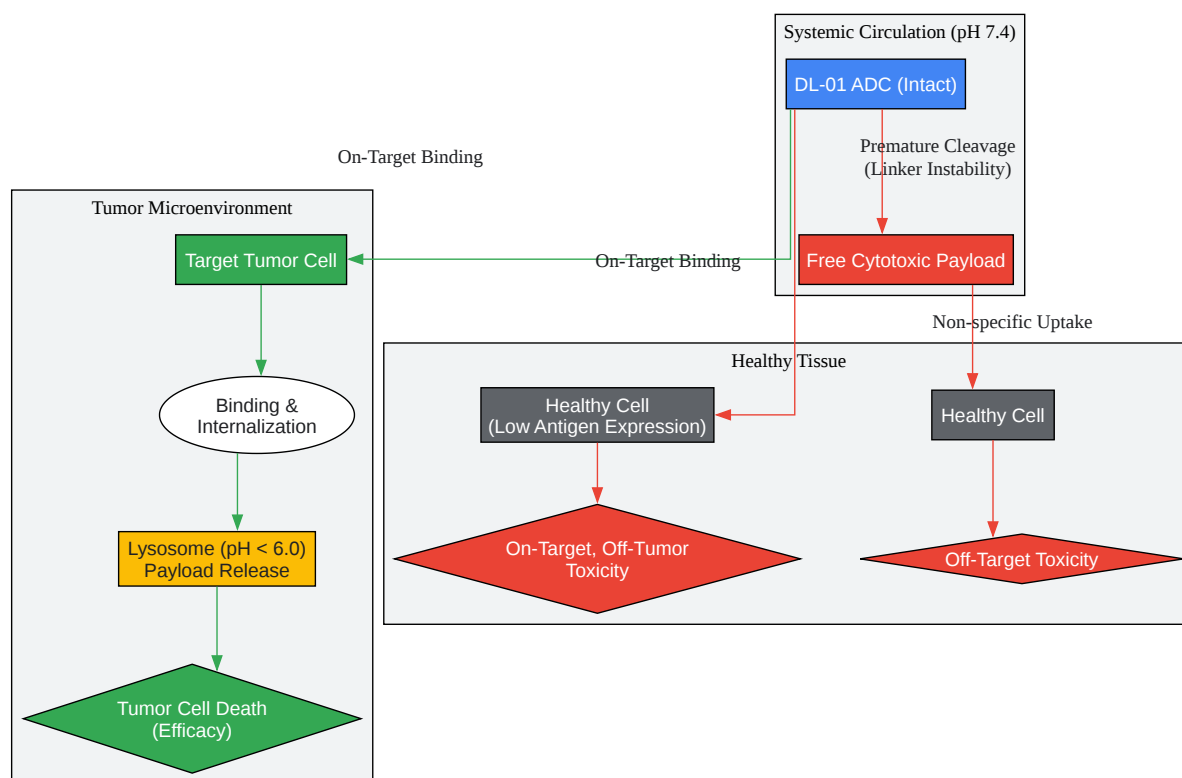 Systemic Circulation (pH 7.4)
DL-01 ADC (Intact)
Premature Cleavage
(Linker Instability)
On-Target Binding
Tumor Microenvironment
Target Tumor Cell
On-Target Binding
Free Cytotoxic Payload
Non-specific Uptake
Healthy Tissue
Healthy Cell
(Low Antigen Expression)
Healthy Cell
Binding &
Internalization
Lysosome (pH < 6.0)
Payload Release
On-Target, Off-Tumor
Toxicity
Off-Target Toxicity
Tumor Cell Death
(Efficacy)